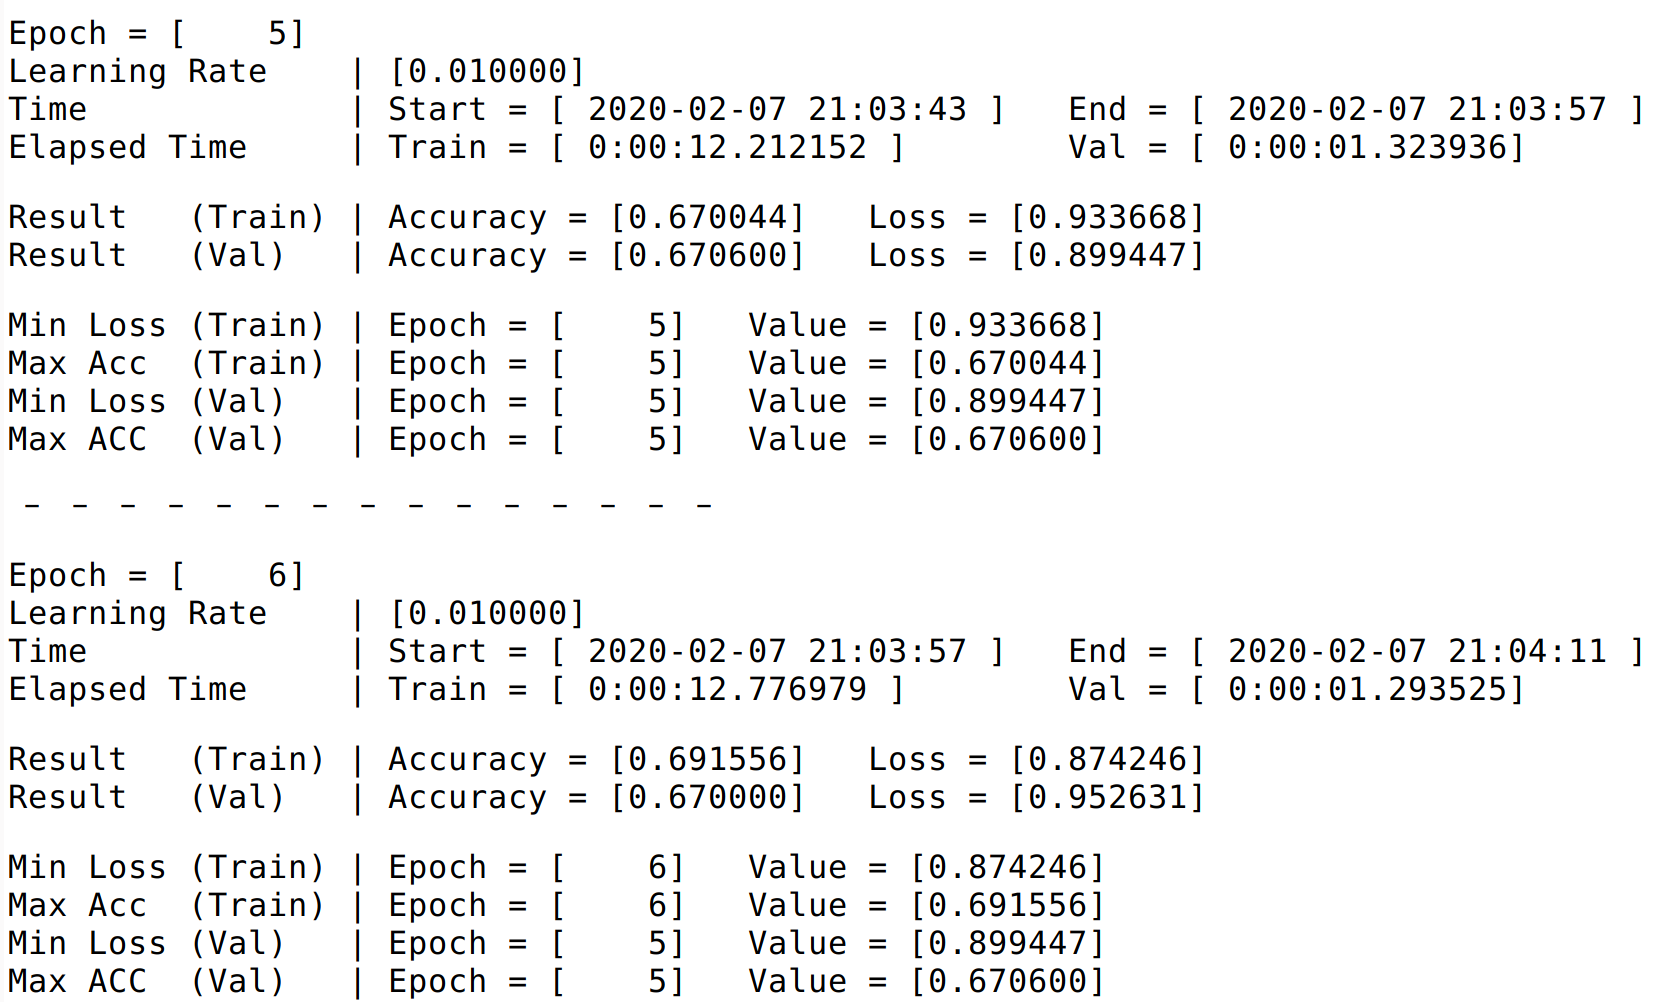 Epoch = [    5]
Learning Rate    | [0.010000]
Time             | Start = [ 2020-02-07 21:03:43 ]   End = [ 2020-02-07 21:03:57 ]
Elapsed Time     | Train = [ 0:00:12.212152 ]        Val = [ 0:00:01.323936]
Result   (Train) | Accuracy = [0.670044]   Loss = [0.933668]
Result   (Val)   | Accuracy = [0.670600]   Loss = [0.899447]
Min Loss (Train) | Epoch = [    5]   Value = [0.933668]
Max Acc  (Train) | Epoch = [    5]   Value = [0.670044]
Min Loss (Val)   | Epoch = [    5]   Value = [0.899447]
Max ACC  (Val)   | Epoch = [    5]   Value = [0.670600]
- - - - - - - - - - - - - - -
Epoch = [    6]
Learning Rate    | [0.010000]
Time             | Start = [ 2020-02-07 21:03:57 ]   End = [ 2020-02-07 21:04:11 ]
Elapsed Time     | Train = [ 0:00:12.776979 ]        Val = [ 0:00:01.293525]
Result   (Train) | Accuracy = [0.691556]   Loss = [0.874246]
Result   (Val)   | Accuracy = [0.670000]   Loss = [0.952631]
Min Loss (Train) | Epoch = [    6]   Value = [0.874246]
Max Acc  (Train) | Epoch = [    6]   Value = [0.691556]
Min Loss (Val)   | Epoch = [    5]   Value = [0.899447]
Max ACC  (Val)   | Epoch = [    5]   Value = [0.670600]